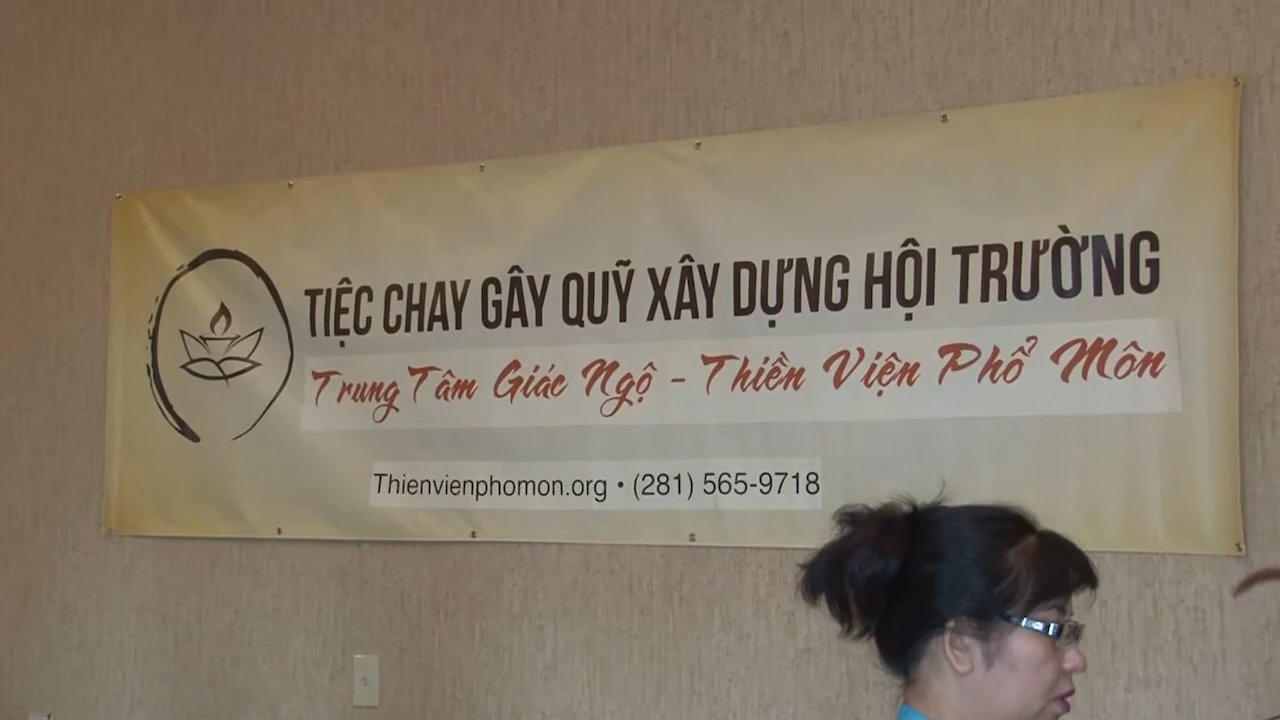 TIỆC CHAY GÂY QUỸ XÂY DỰNG HỘI TRƯỜNG
Trung Tâm Giác Ngộ - Thiền Viện Phổ Môn
Thienvienphomon.org • (281) 565-9718